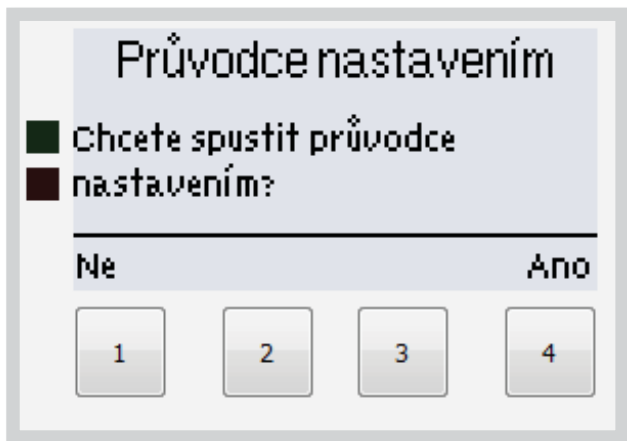 Průvodce nastavením
Chcete spustit průvodce
nastavením?
Ne Ano
1 2 3 4